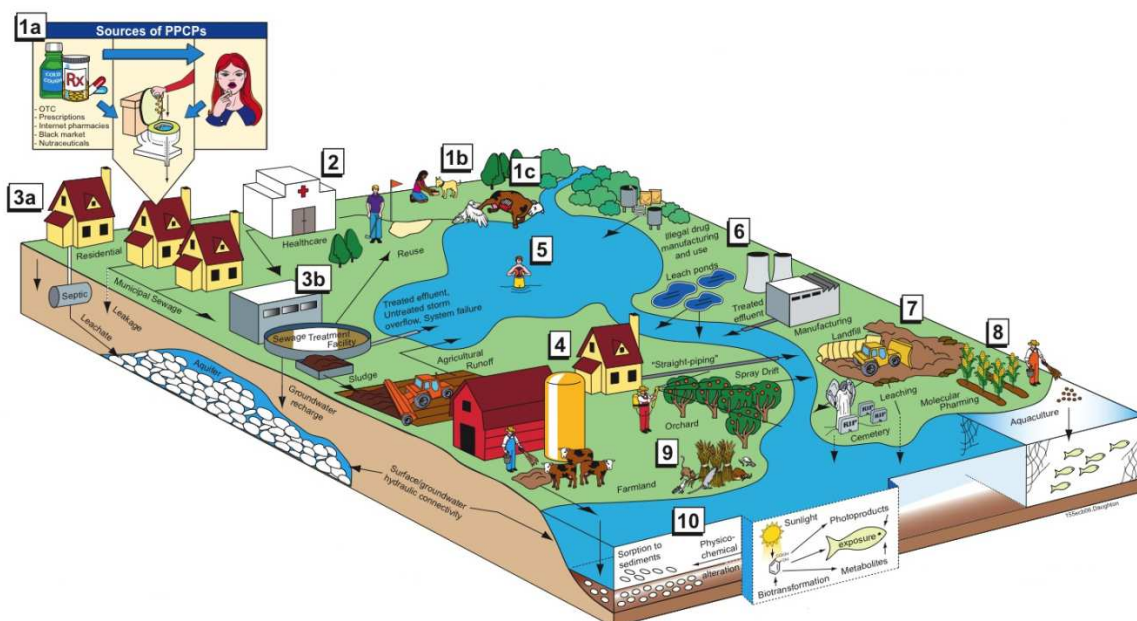 1a
Sources of PPCPs
COLD
Rx
- OTC
- Prescriptions
- Internet pharmacies
- Black market
- Nutraceuticals
3a
Residential
2
Healthcare
1b
1c
Reuse
3b
5
Illegal drug
manufacturing
and use
6
Leach ponds
Septic
Leachate
Leakage
Municipal Sewage
Sewage Treatment
Facility
Treated effluent,
Untreated storm
overflow, System failure
Sludge
Agricultural
Runoff
4
"Straight-piping"
Spray Drift
Orchard
Treated
effluent
Manufacturing
7
Landfill
Leaching
8
Molecular
Pharming
RIP
RIP
Cemetery
Aquaculture
Aquifer
Groundwater
recharge
Surface/groundwater
hydraulic connectivity
9
Farmland
10
Sorption to
sediments
Physico-
chemical
alteration
Sunlight
Photoproducts
exposure
Metabolites
Biotransformation